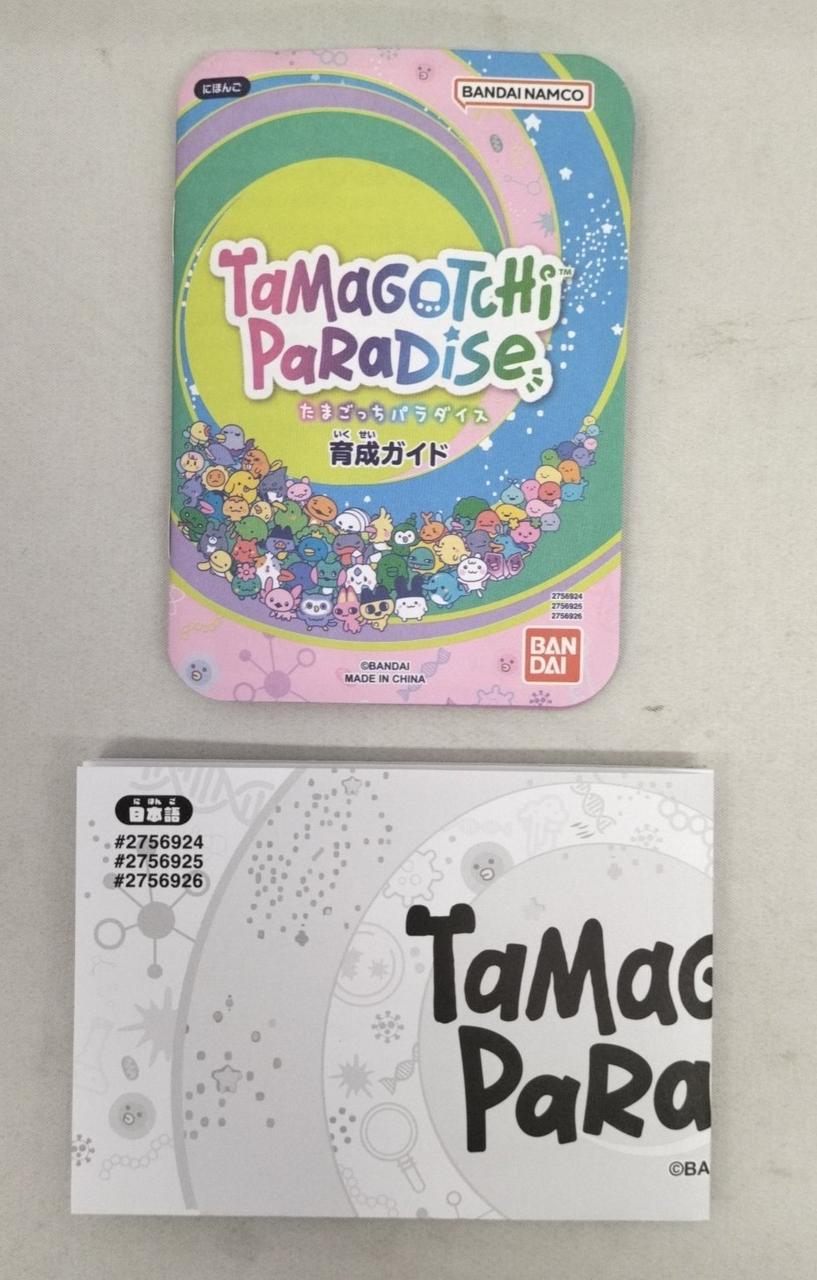 にほんご
BANDAI NAMCO
TaMaGOTCHi™
PaRaDiSe
たまごっちパラダイス
いく せい
育成ガイド
2756924
2756925
2756926
BAN
DAI
©BANDAI
MADE IN CHINA
に ほん ご
日本語
#2756924
#2756925
#2756926
TaMaG
PaRa
©BA